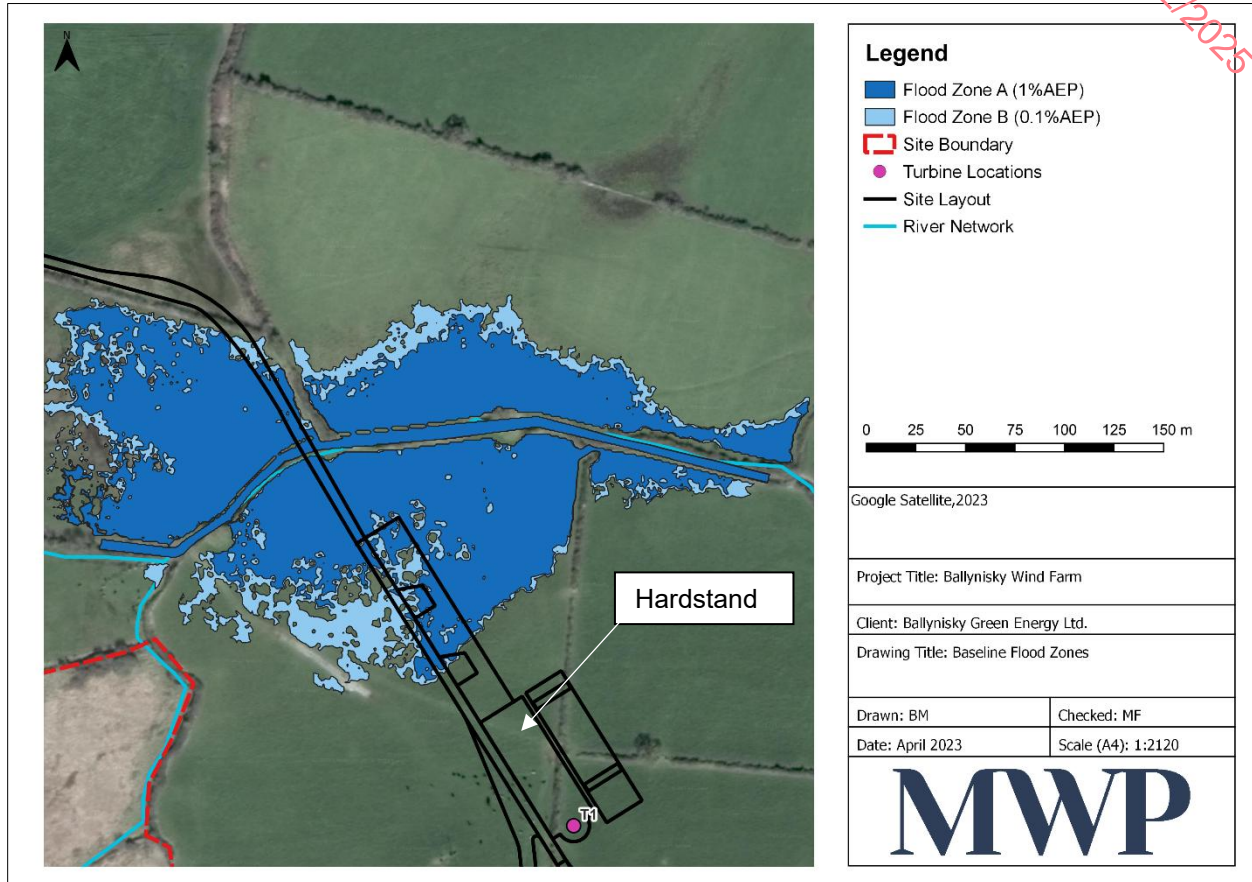 2/2025
N
Hardstand
T1
Legend
Flood Zone A (1%AEP)
Flood Zone B (0.1%AEP)
Site Boundary
Turbine Locations
Site Layout
River Network
0 25 50 75 100 125 150 m
Google Satellite,2023
Project Title: Ballynisky Wind Farm
Client: Ballynisky Green Energy Ltd.
Drawing Title: Baseline Flood Zones
Drawn: BM
Checked: MF
Date: April 2023
Scale (A4): 1:2120
MWP